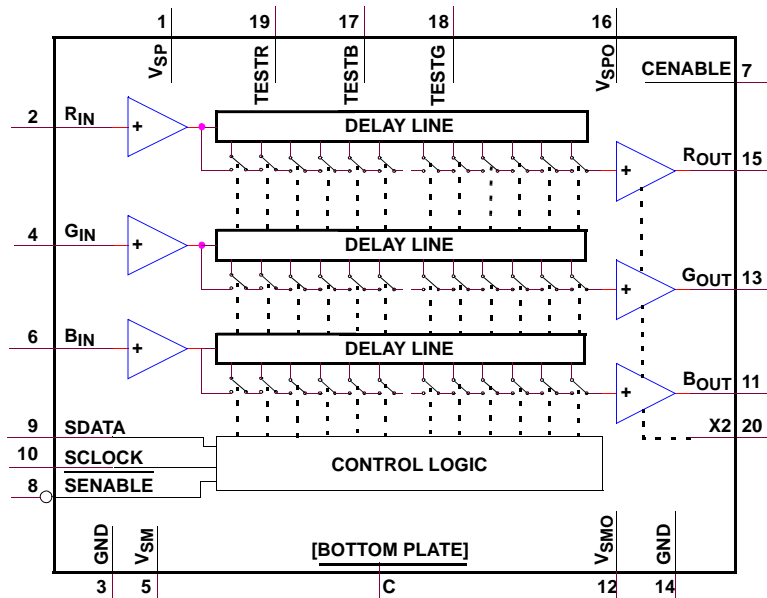 1 19 17 18 16
VSP TESTR TESTB TESTG VSPO
CENABLE 7
2 RIN
DELAY LINE
ROUT 15
4 GIN
DELAY LINE
GOUT 13
6 BIN
DELAY LINE
BOUT 11
X2 20
9 SDATA
10 SCLOCK
8 SENABLE
CONTROL LOGIC
GND VSM [BOTTOM PLATE] VSMO GND
3 5 C 12 14
+
+
+
+
+
+